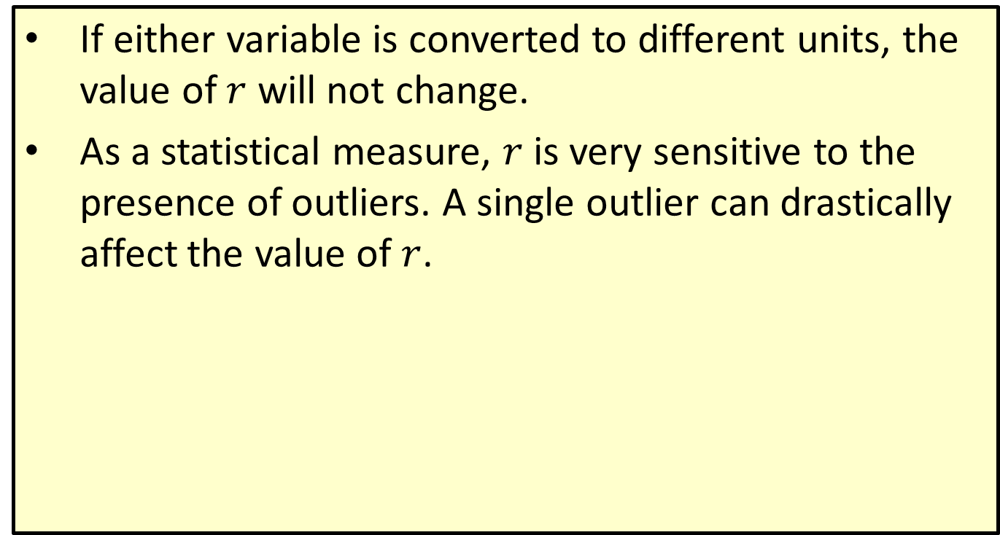 • If either variable is converted to different units, the
value of r will not change.
• As a statistical measure, r is very sensitive to the
presence of outliers. A single outlier can drastically
affect the value of r.